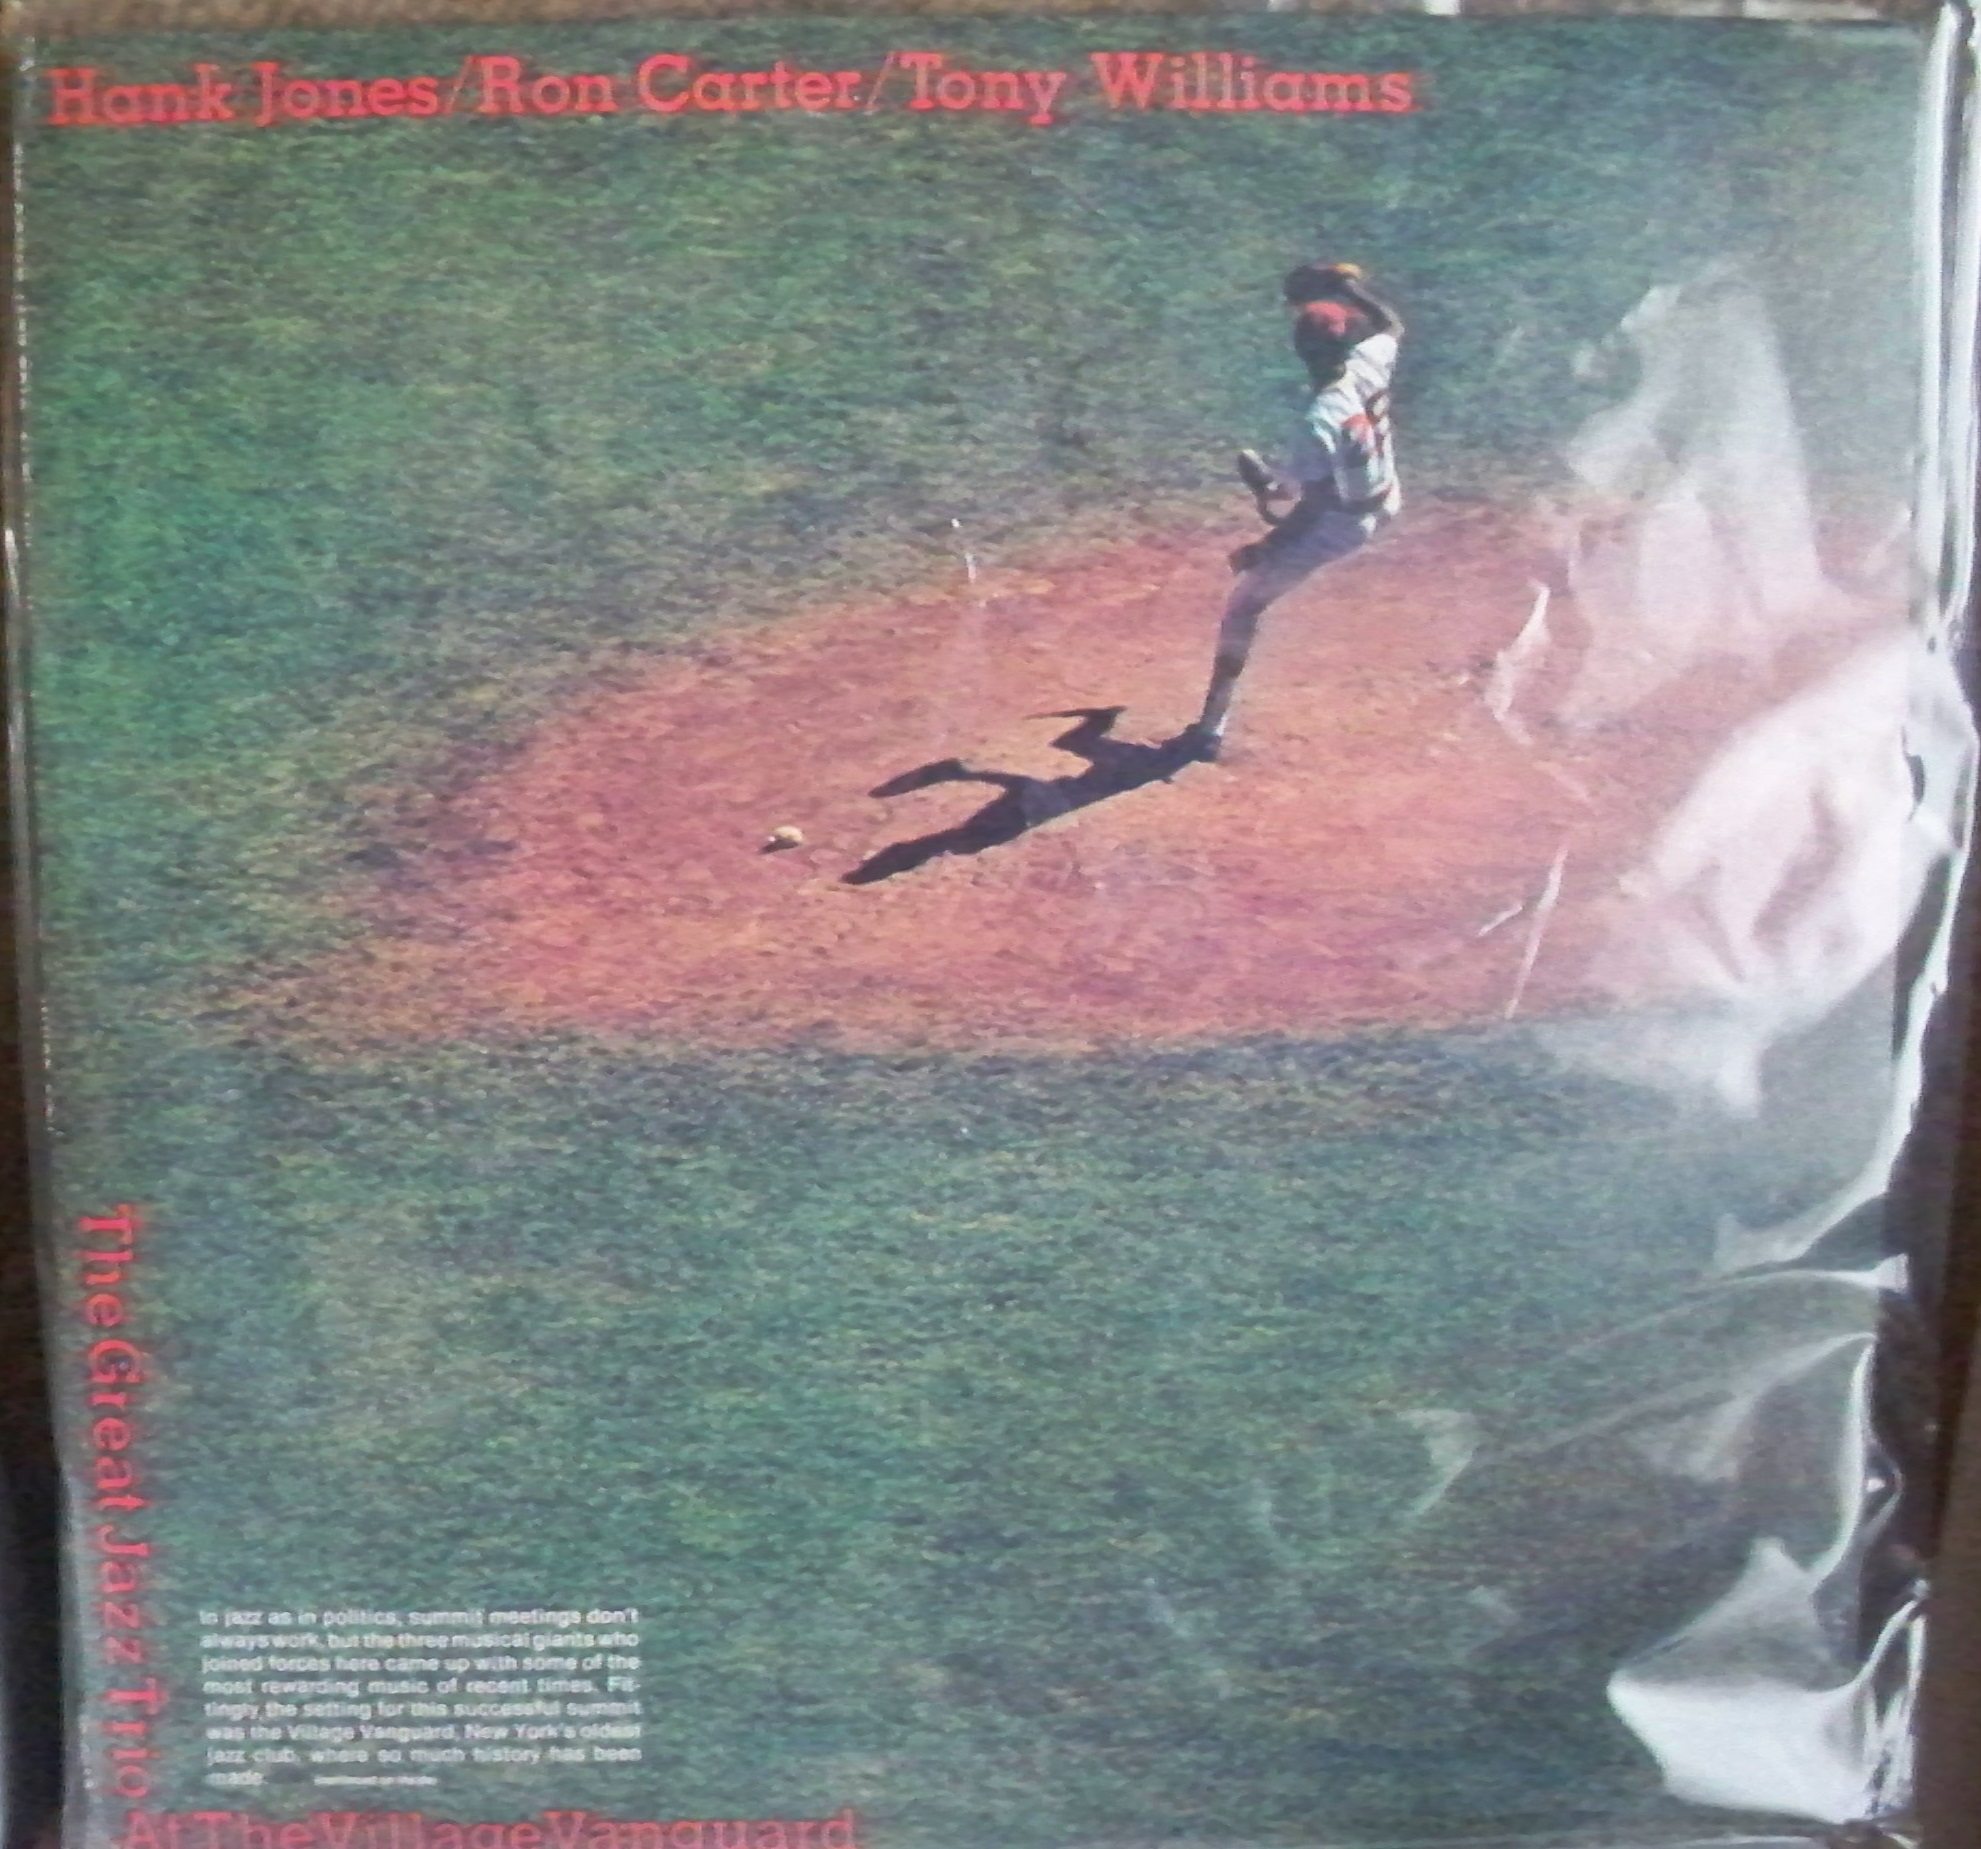 Hank Jones/Ron Carter/Tony Williams
The Great Jazz Trio
In jazz as in politics, summit meetings don't
always work, but the three musical giants who
joined forces here came up with some of the
most rewarding music of recent times. Fit-
tingly, the setting for this successful summit
was the Village Vanguard, New York's oldest
jazz club, where so much history has been
made.
At The Village Vanguard